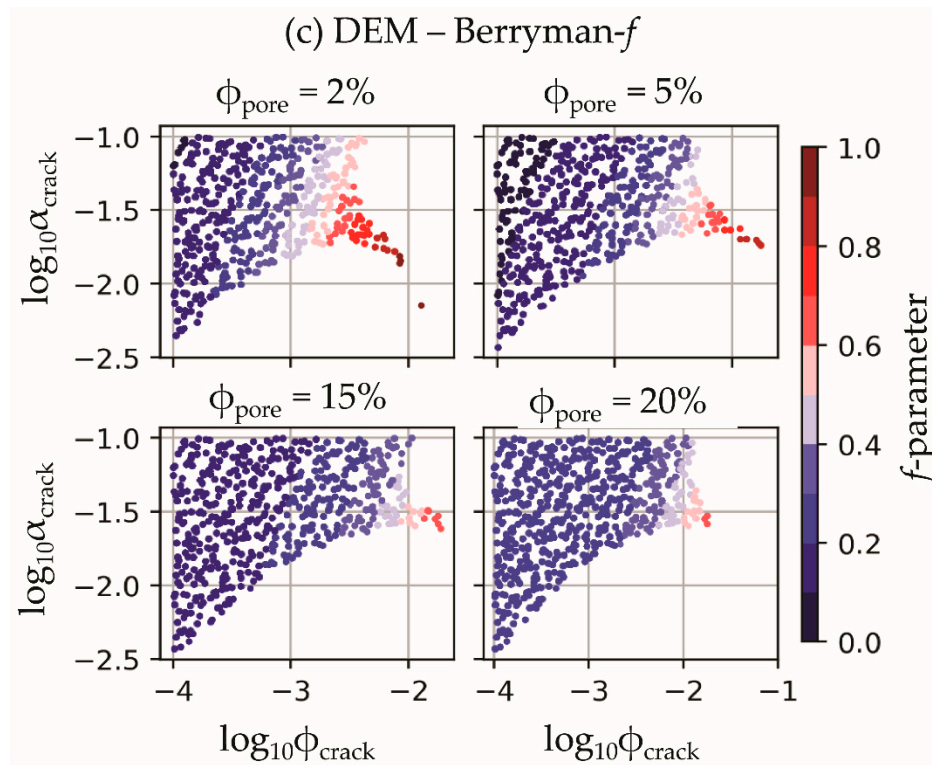 (c) DEM – Berryman-f
ϕpore = 2%
ϕpore = 5%
log10αcrack
−1.0
−1.5
−2.0
−2.5
ϕpore = 15%
ϕpore = 20%
log10αcrack
−1.0
−1.5
−2.0
−2.5
−4
−3
−2
−4
−3
−2
−1
log10ϕcrack
log10ϕcrack
1.0
0.8
0.6
0.4
0.2
0.0
f-parameter